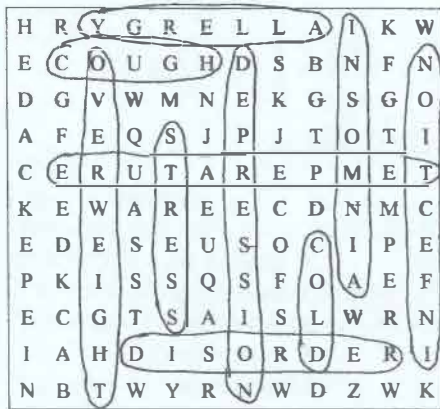 H R Y G R E L L A I K W
E C O U G H D S B N F N
D G V W M N E K G S G O
A F E Q S J P J T O T I
C E R U T A R E P M E T
K E W A R E E C D N M C
E D E S E U S O C I P E
P K I S S Q S F O A E F
E C G T S A I S L W R N
I A H D I S O R D E R I
N B T W Y R N W D Z W K